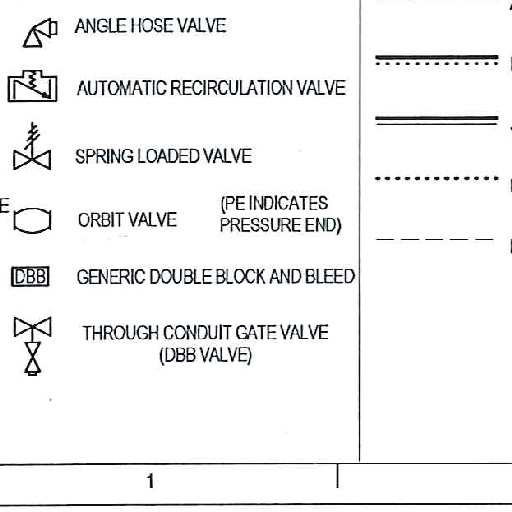 ANGLE HOSE VALVE
AUTOMATIC RECIRCULATION VALVE
SPRING LOADED VALVE
E
ORBIT VALVE (PE INDICATES
PRESSURE END)
DBB GENERIC DOUBLE BLOCK AND BLEED
THROUGH CONDUIT GATE VALVE
(DBB VALVE)
1